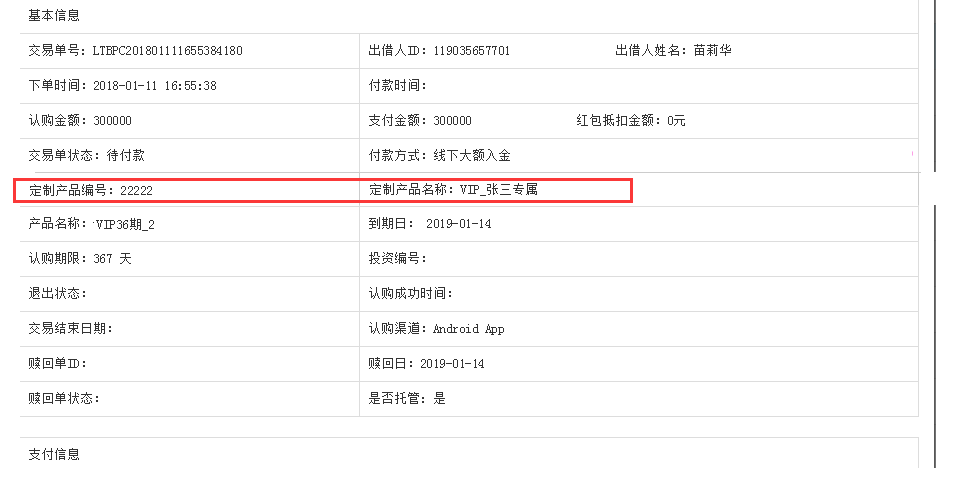 基本信息
交易单号：LTBPC201801111655384180 出借人ID：119035657701 出借人姓名：苗莉华
下单时间：2018-01-11 16:55:38 付款时间：
认购金额：300000 支付金额：300000 红包抵扣金额：0元
交易单状态：待付款 付款方式：线下大额入金
定制产品编号：22222 定制产品名称：VIP_张三专属
产品名称：VIP36期_2 到期日： 2019-01-14
认购期限：367 天 投资编号：
退出状态： 认购成功时间：
交易结束日期： 认购渠道：Android App
赎回单ID： 赎回日：2019-01-14
赎回单状态： 是否托管：是
支付信息